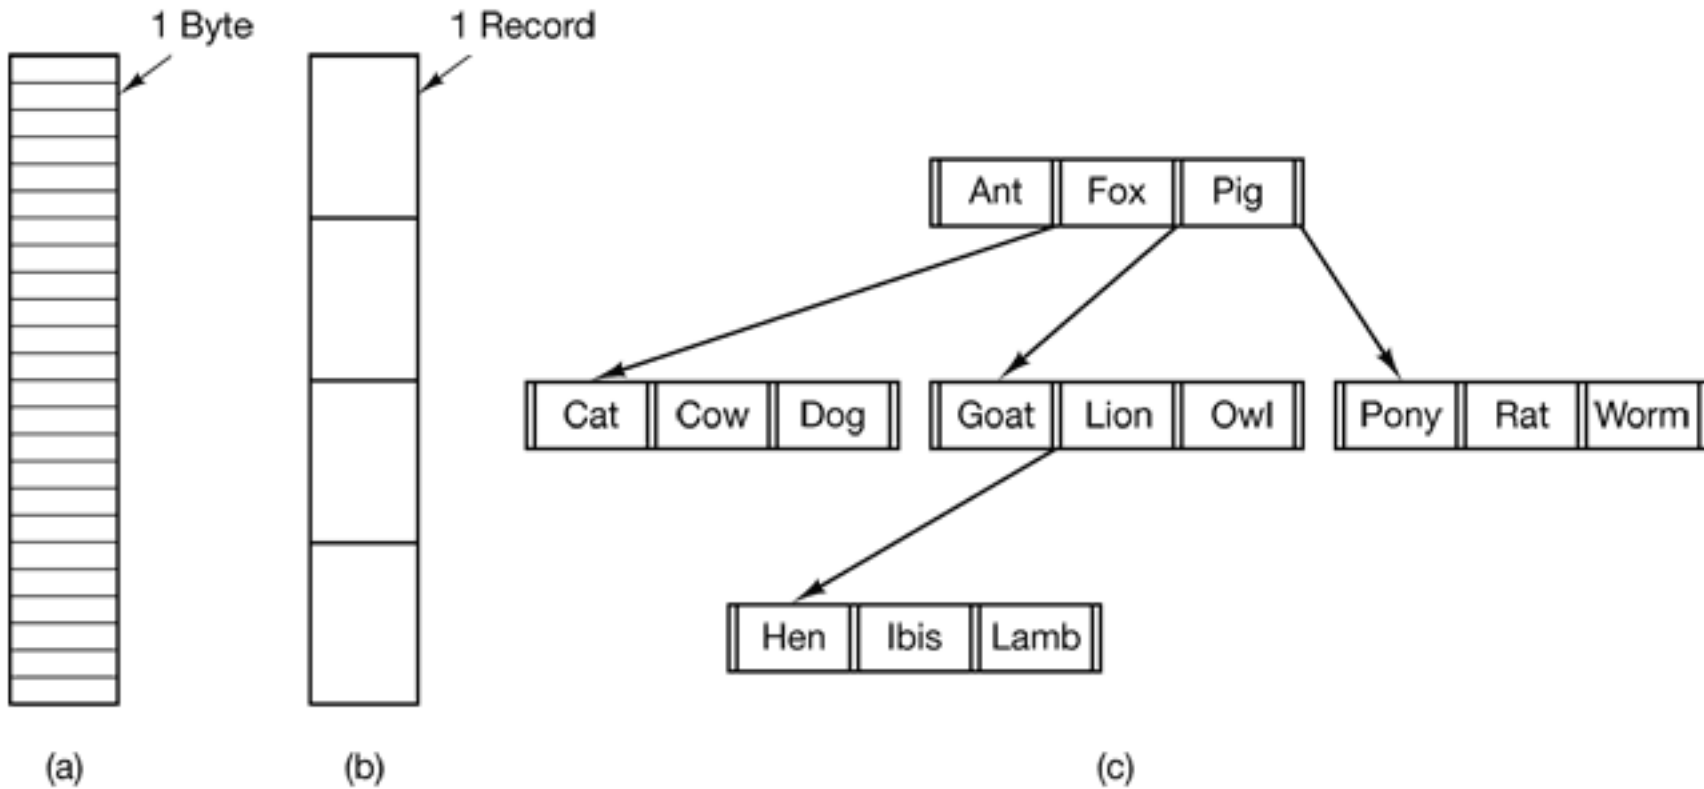 1 Byte
1 Record
Ant Fox Pig
Cat Cow Dog
Goat Lion Owl
Pony Rat Worm
Hen Ibis Lamb
(a)
(b)
(c)